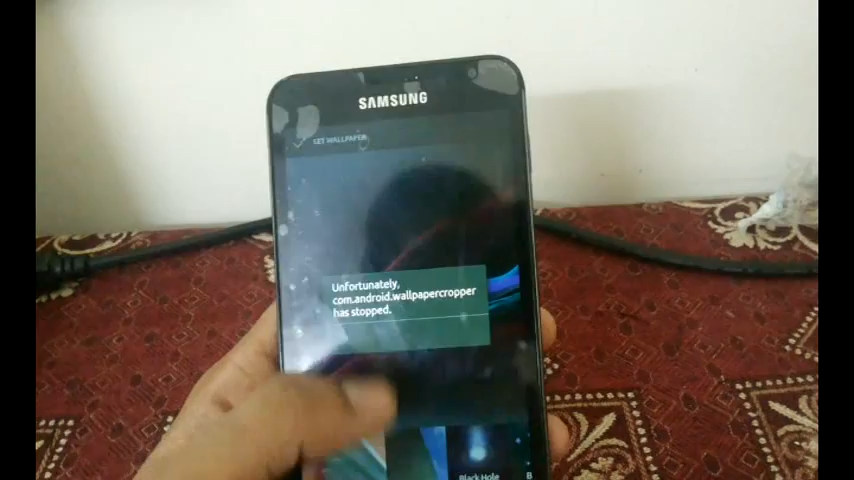 SAMSUNG
SET WALLPAPER
Unfortunately,
com.android.wallpapercropper
has stopped.
Black Hole
B